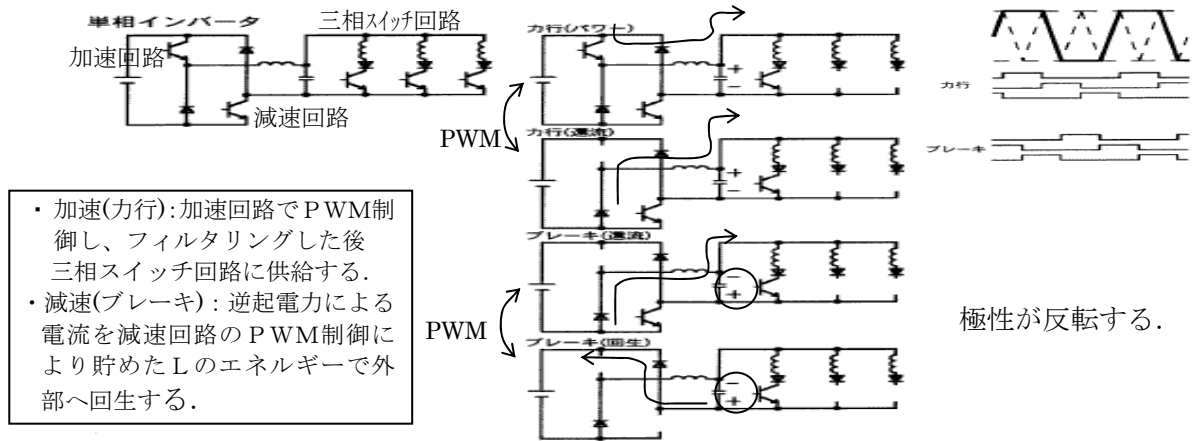 単相インバータ
三相スイッチ回路
加速回路
減速回路
力行(パワー)
PWM
力行(還流)
ブレーキ(還流)
PWM
ブレーキ(回生)
+
−
+
−
−
+
−
+
力行
ブレーキ
極性が反転する.
・加速(力行):加速回路でPWM制
御し、フィルタリングした後
三相スイッチ回路に供給する.
・減速(ブレーキ):逆起電力による
電流を減速回路のPWM制御に
より貯めたLのエネルギーで外
部へ回生する.